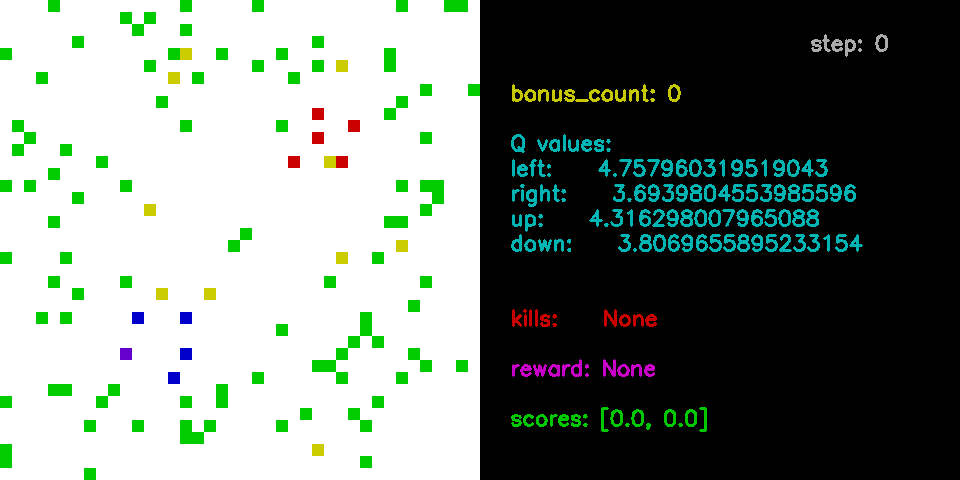 step: 0
bonus_count: 0
Q values:
left: 4.757960319519043
right: 3.6939804553985596
up: 4.316298007965088
down: 3.8069655895233154
kills: None
reward: None
scores: [0.0, 0.0]